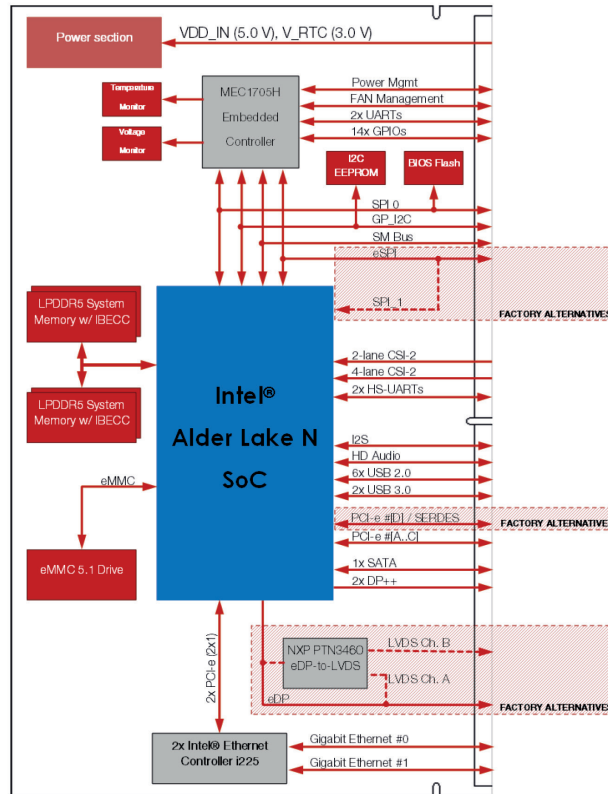 Power section
VDD_IN (5.0 V), V_RTC (3.0 V)
Temperature
Monitor
Voltage
Monitor
MEC1705H
Embedded
Controller
Power Mgmt
FAN Management
2x UARTs
14x GPIOs
I2C
EEPROM
BIOS Flash
SPI 0
GP_I2C
SM Bus
eSPI
SPI_1
FACTORY ALTERNATIVES
LPDDR5 System
Memory w/ IBECC
LPDDR5 System
Memory w/ IBECC
Intel®
Alder Lake N
SoC
2-lane CSI-2
4-lane CSI-2
2x HS-UARTs
I2S
HD Audio
6x USB 2.0
2x USB 3.0
PCI-e #[D] / SERDES
FACTORY ALTERNATIVES
PCI-e #[A..C]
1x SATA
2x DP++
eMMC
eMMC 5.1 Drive
2x PCI-e (2x1)
NXP PTN3460
eDP-to-LVDS
LVDS Ch. B
LVDS Ch. A
eDP
FACTORY ALTERNATIVES
2x Intel® Ethernet
Controller i225
Gigabit Ethernet #0
Gigabit Ethernet #1